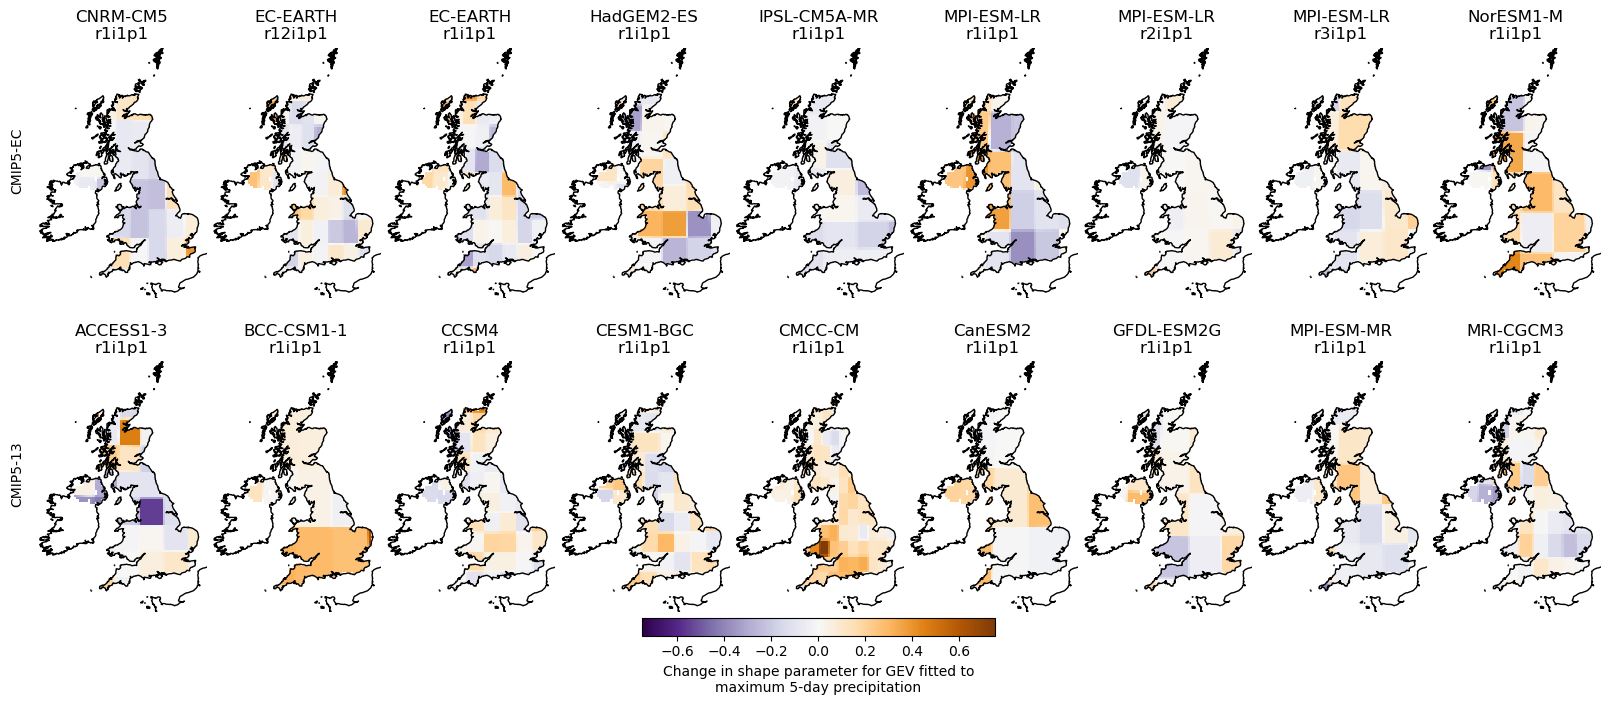 CNRM-CM5 EC-EARTH EC-EARTH HadGEM2-ES IPSL-CM5A-MR MPI-ESM-LR MPI-ESM-LR MPI-ESM-LR NorESM1-M
r1i1p1 r12i1p1 r1i1p1 r1i1p1 r1i1p1 r1i1p1 r2i1p1 r3i1p1 r1i1p1
CMIP5-EC
ACCESS1-3 BCC-CSM1-1 CCSM4 CESM1-BGC CMCC-CM CanESM2 GFDL-ESM2G MPI-ESM-MR MRI-CGCM3
r1i1p1 r1i1p1 r1i1p1 r1i1p1 r1i1p1 r1i1p1 r1i1p1 r1i1p1 r1i1p1
CMIP5-13
−0.6 −0.4 −0.2 0.0 0.2 0.4 0.6
Change in shape parameter for GEV fitted to
maximum 5-day precipitation